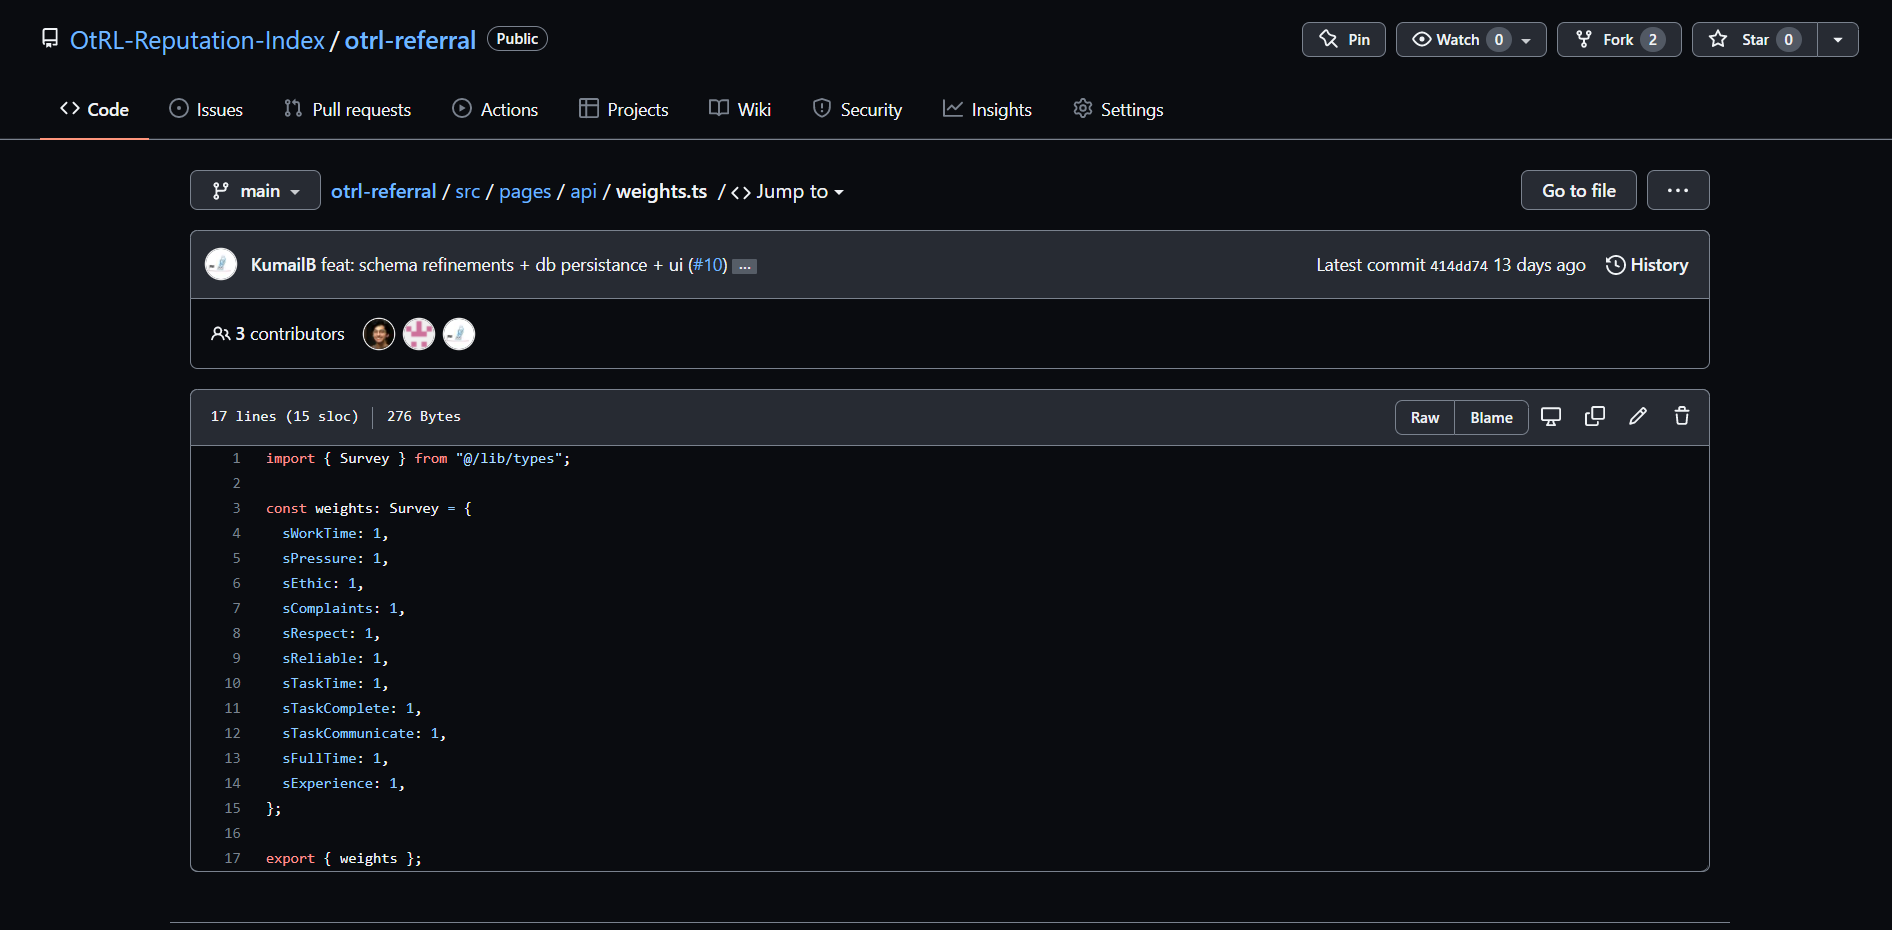 OtRL-Reputation-Index / otrl-referral Public Pin Watch 0 Fork 2 Star 0
<> Code Issues Pull requests Actions Projects Wiki Security Insights Settings
main otrl-referral / src / pages / api / weights.ts / <> Jump to Go to file ...
KumailB feat: schema refinements + db persistance + ui (#10) ... Latest commit 414dd74 13 days ago History
3 contributors
17 lines (15 sloc) 276 Bytes Raw Blame
1 import { Survey } from "@/lib/types";
2
3 const weights: Survey = {
4 sWorkTime: 1,
5 sPressure: 1,
6 sEthic: 1,
7 sComplaints: 1,
8 sRespect: 1,
9 sReliable: 1,
10 sTaskTime: 1,
11 sTaskComplete: 1,
12 sTaskCommunicate: 1,
13 sFullTime: 1,
14 sExperience: 1,
15 };
16
17 export { weights };